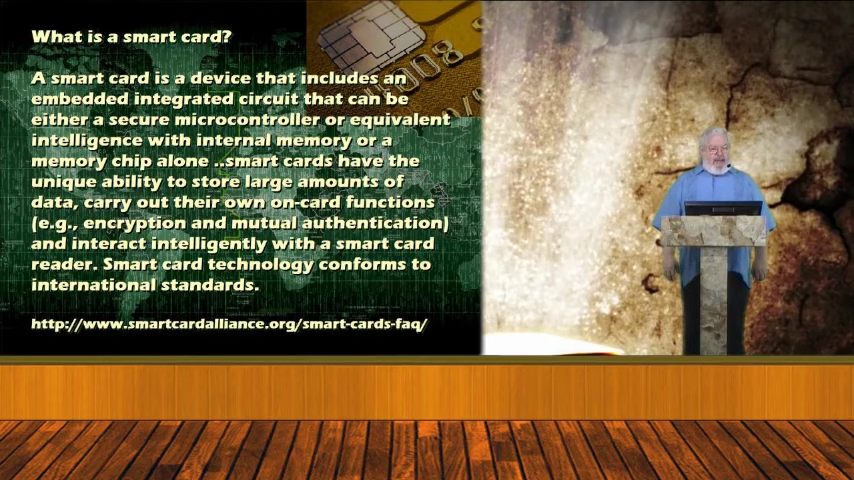 What is a smart card?
A smart card is a device that includes an
embedded integrated circuit that can be
either a secure microcontroller or equivalent
intelligence with internal memory or a
memory chip alone ..smart cards have the
unique ability to store large amounts of
data, carry out their own on-card functions
(e.g., encryption and mutual authentication)
and interact intelligently with a smart card
reader. Smart card technology conforms to
international standards.
http://www.smartcardalliance.org/smart-cards-faq/